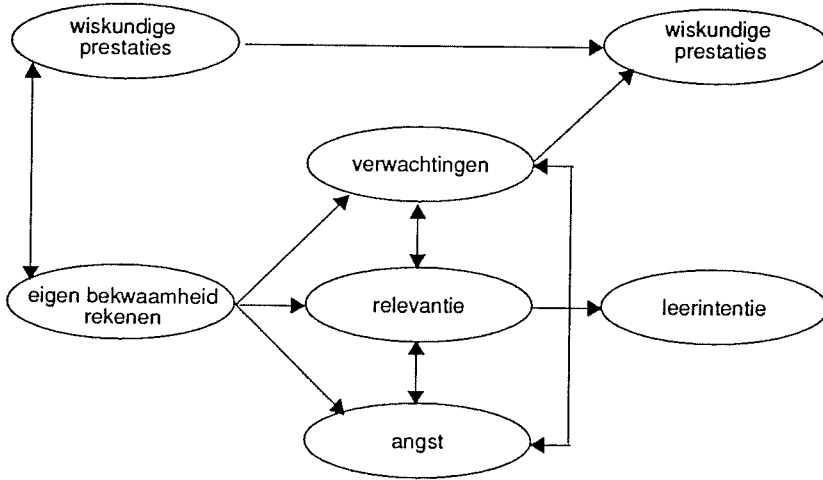 wiskundige
prestaties
wiskundige
prestaties
verwachtingen
eigen bekwaamheid
rekenen
relevantie
leerintentie
angst